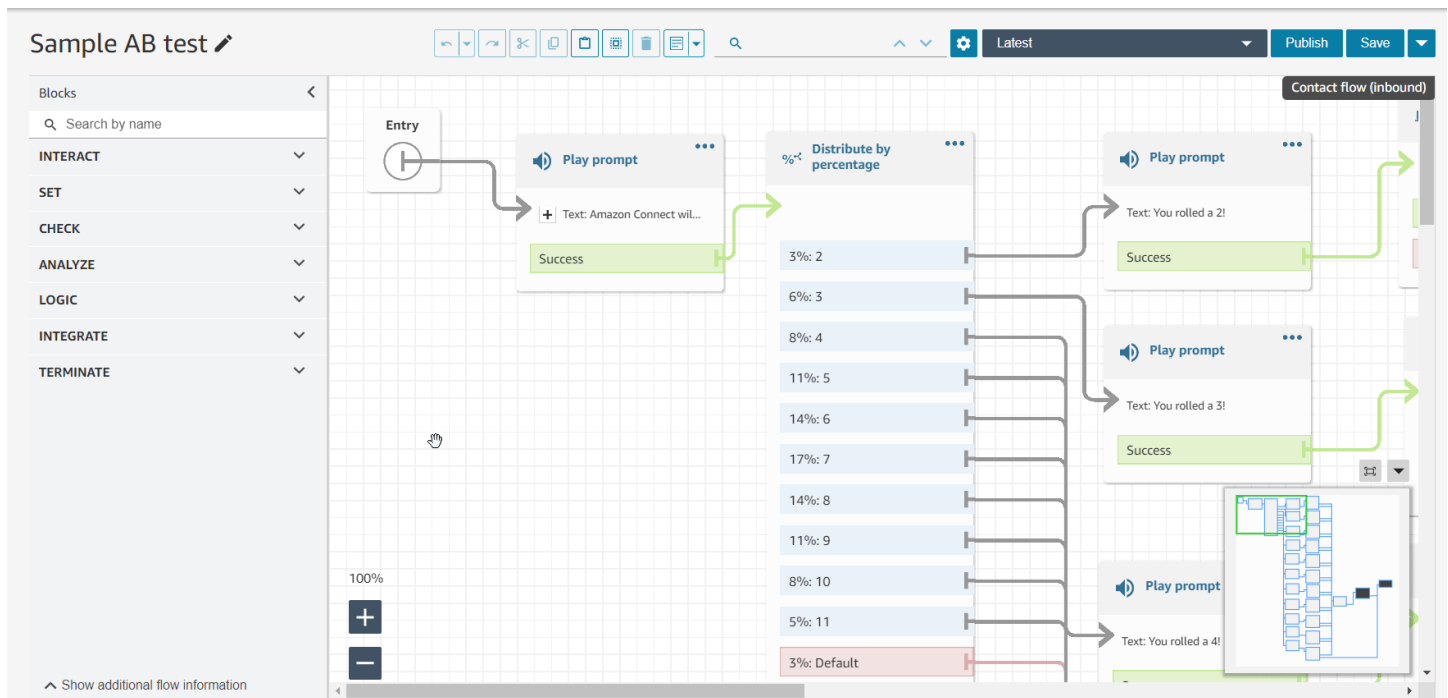 Sample AB test
Latest
Publish
Save
Contact flow (inbound)
Blocks
Search by name
INTERACT
SET
CHECK
ANALYZE
LOGIC
INTEGRATE
TERMINATE
Show additional flow information
100%
Entry
Play prompt
Text: Amazon Connect wil...
Success
Distribute by
percentage
3%: 2
6%: 3
8%: 4
11%: 5
14%: 6
17%: 7
14%: 8
11%: 9
8%: 10
5%: 11
3%: Default
Play prompt
Text: You rolled a 2!
Success
Play prompt
Text: You rolled a 3!
Success
Play prompt
Text: You rolled a 4!